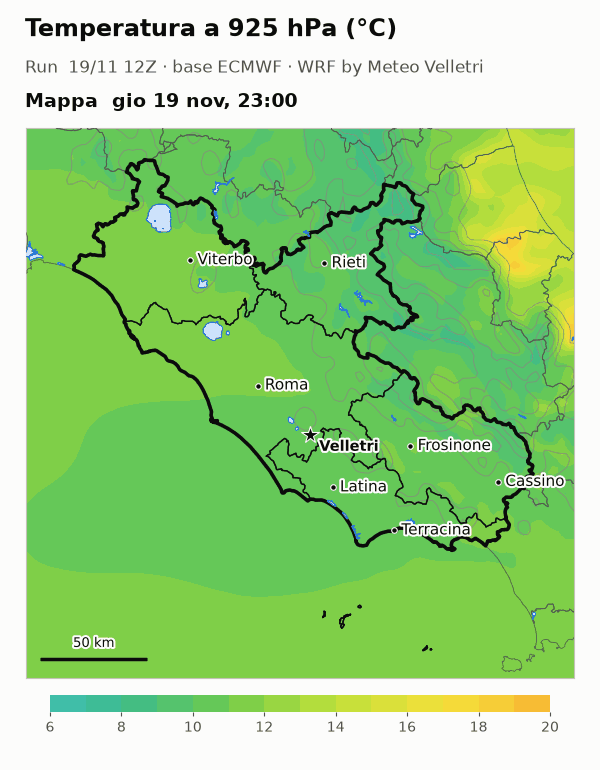 Temperatura a 925 hPa (°C)
Run 19/11 12Z · base ECMWF · WRF by Meteo Velletri
Mappa gio 19 nov, 23:00
Viterbo
Rieti
Roma
Velletri
Frosinone
Cassino
Latina
Terracina
50 km
6 8 10 12 14 16 18 20